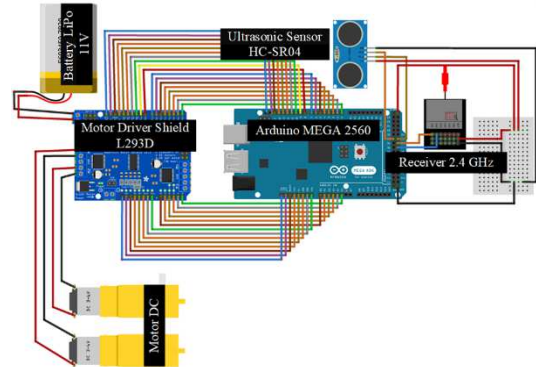 Battery LiPo
11V
Ultrasonic Sensor
HC-SR04
Motor Driver Shield
L293D
Arduino MEGA 2560
Receiver 2.4 GHz
Motor DC